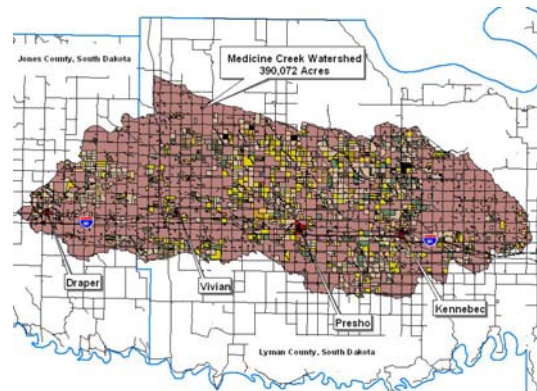 Jones County, South Dakota
Medicine Creek Watershed
390,072 Acres
Draper
Vivian
Presho
Kennebec
Lyman County, South Dakota